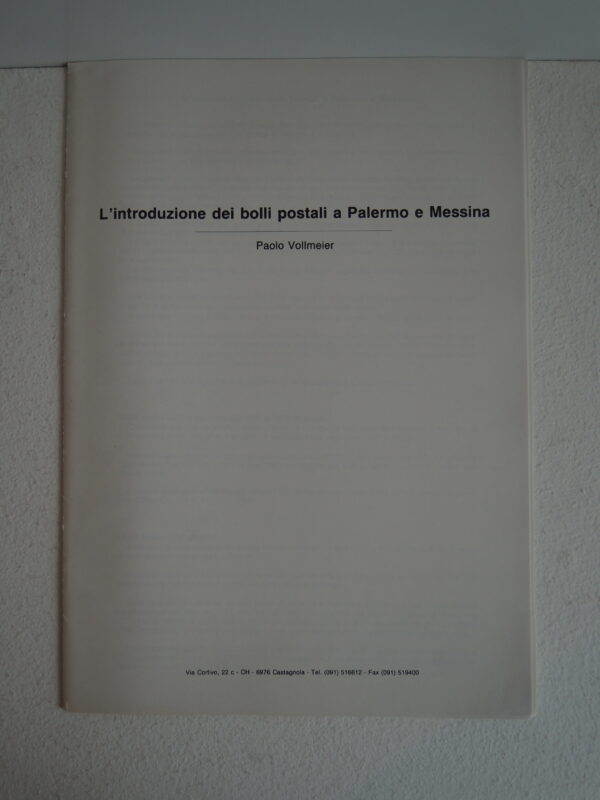 L'introduzione dei bolli postali a Palermo e Messina
Paolo Vollmeier
Via Cortivo, 22 c - CH - 6976 Castagnola - Tel. (091) 516612 - Fax (091) 519400